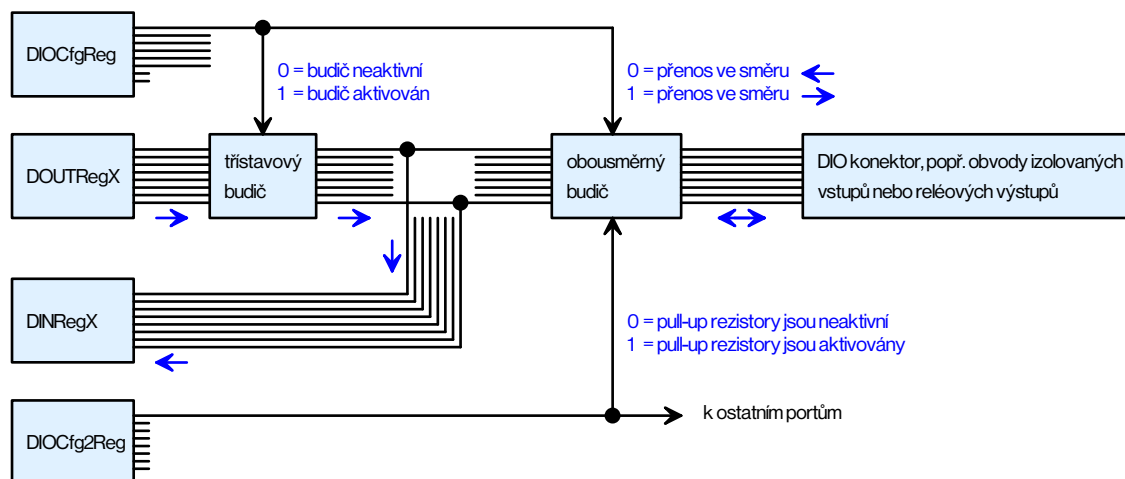 DIOCfgReg
0 = budič neaktivní
1 = budič aktivován
0 = přenos ve směru
1 = přenos ve směru
DOUTRegX
třístavový
budič
obousměrný
budič
DIO konektor, popř. obvody izolovaných
vstupů nebo reléových výstupů
DINRegX
0 = pull-up rezistory jsou neaktivní
1 = pull-up rezistory jsou aktivovány
DIOCfg2Reg
k ostatním portům